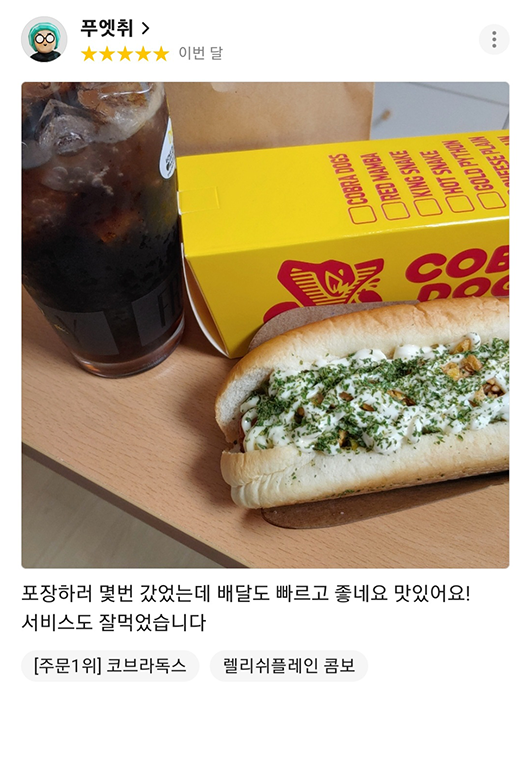 푸엣취
이번 달
COBRA DOGS
RED MAMBA
KING SNAKE
HOT SNAKE
GOLD PYTHON
CHEESE PLAIN
COB
DOG
포장하러 몇번 갔었는데 배달도 빠르고 좋네요 맛있어요!
서비스도 잘먹었습니다
[주문1위] 코브라독스
렐리쉬플레인 콤보